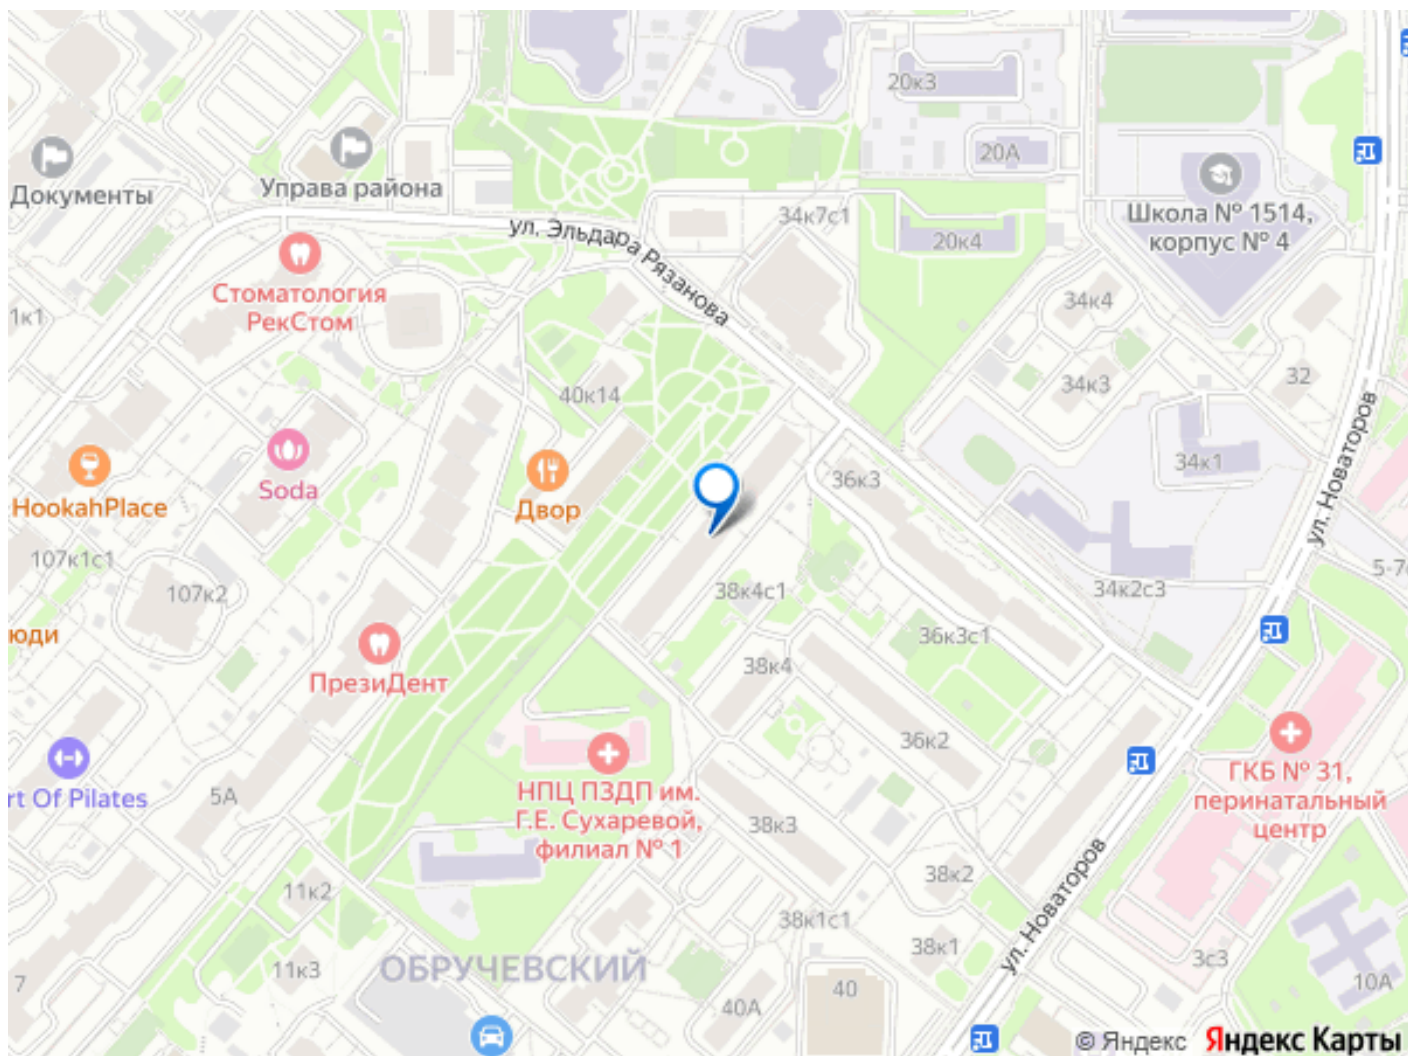 20к3
20А
Документы
Управа района
Школа № 1514,
корпус № 4
34к7с1
20к4
ул. Эльдара Рязанова
Стоматология
РекСтом
1к1
34к4
34к3
32
40к14
34к1
HookahPlace
Soda
Двор
36к3
ул. Новаторов
107к1с1
107к2
38к4с1
34к2с3
юди
36к3с1
ПрезиДент
38к4
36к2
НПЦ ПЗДП им.
Г.Е. Сухаревой,
филиал № 1
ГКБ № 31,
перинатальный
центр
rt Of Pilates
5А
38к3
11к2
38к2
38к1с1
38к1
ул. Новаторов
3с3
11к3
ОБРУЧЕВСКИЙ
7
40А
40
10А
© Яндекс Яндекс Карты